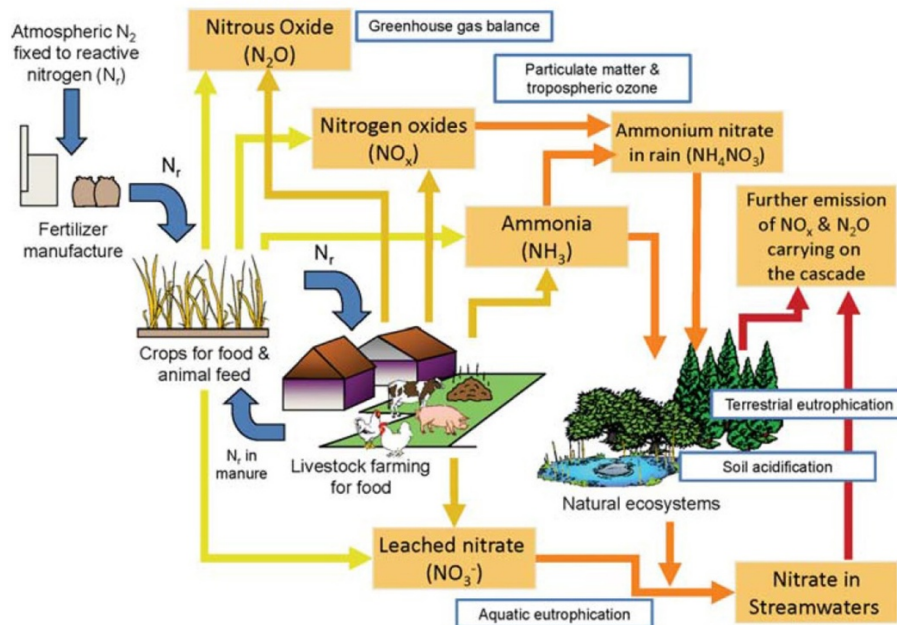 Atmospheric N₂
fixed to reactive
nitrogen (Nᵣ)
Nitrous Oxide
(N₂O)
Greenhouse gas balance
Particulate matter &
tropospheric ozone
Nitrogen oxides
(NOₓ)
Ammonium nitrate
in rain (NH₄NO₃)
Nᵣ
Fertilizer
manufacture
Ammonia
(NH₃)
Further emission
of NOₓ & N₂O
carrying on
the cascade
Nᵣ
Crops for food &
animal feed
Terrestrial eutrophication
Nᵣ in
manure
Livestock farming
for food
Soil acidification
Natural ecosystems
Leached nitrate
(NO₃⁻)
Nitrate in
Streamwaters
Aquatic eutrophication